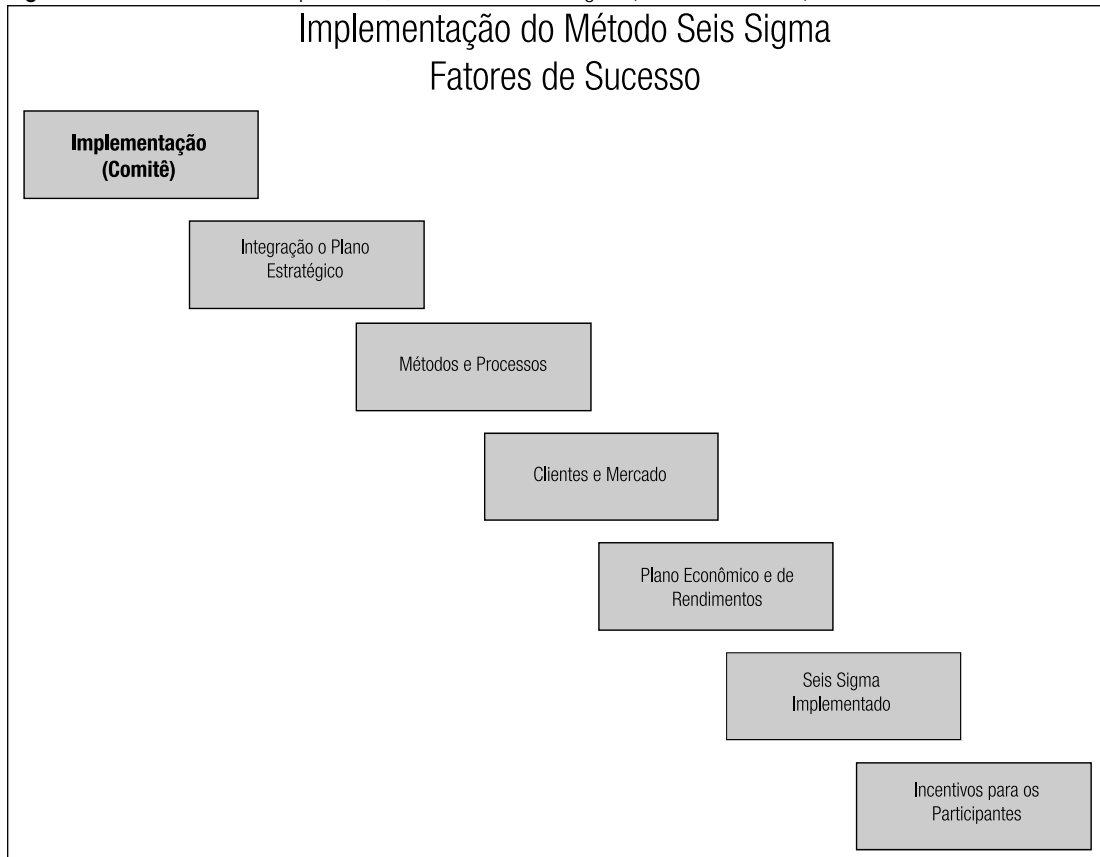 Implementação do Método Seis Sigma
Fatores de Sucesso
Implementação
(Comitê)
Integração o Plano
Estratégico
Métodos e Processos
Clientes e Mercado
Plano Econômico e de
Rendimentos
Seis Sigma
Implementado
Incentivos para os
Participantes